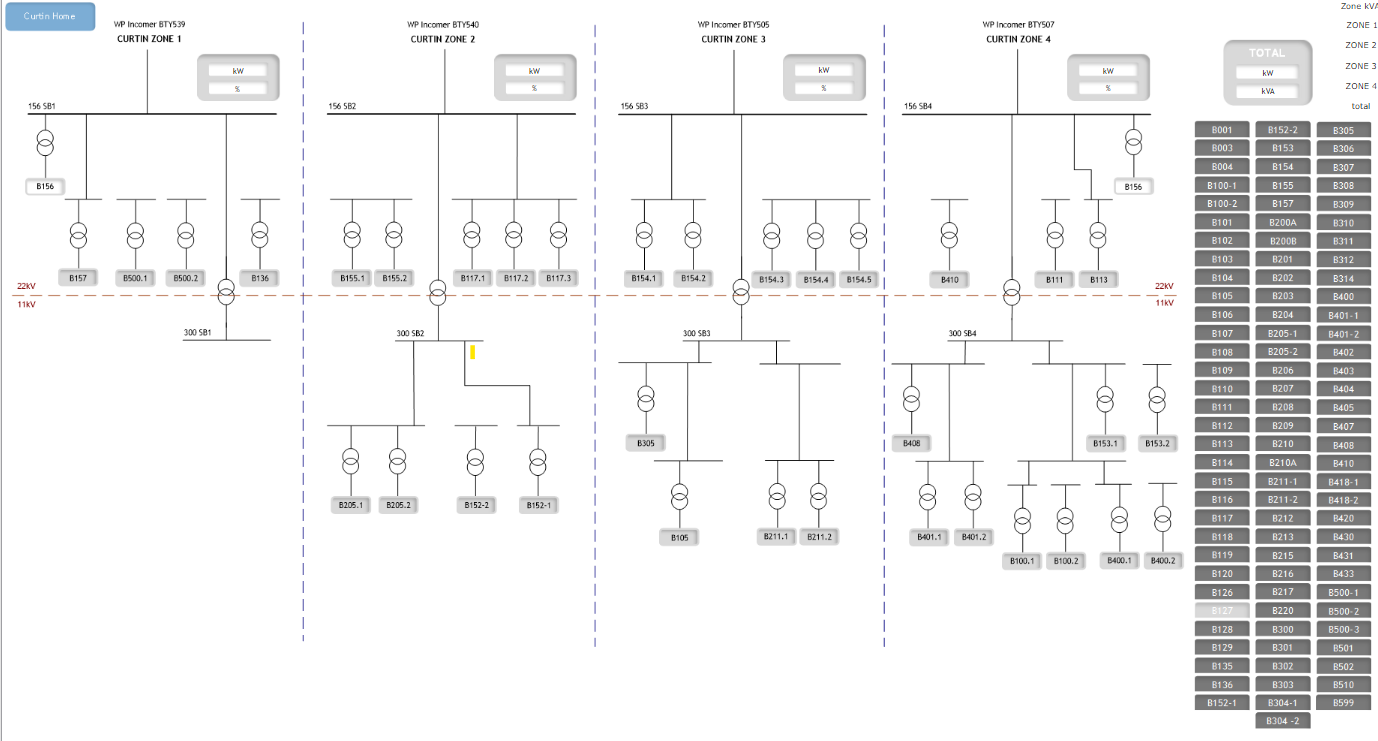 Curtin Home
WP Incomer BTY539
CURTIN ZONE 1
WP Incomer BTY540
CURTIN ZONE 2
WP Incomer BTY505
CURTIN ZONE 3
WP Incomer BTY507
CURTIN ZONE 4
Zone kVA
ZONE 1
ZONE 2
ZONE 3
ZONE 4
total
TOTAL
kW
kVA
kW
%
kW
%
kW
%
kW
%
156 SB1
156 SB2
156 SB3
156 SB4
B156
B156
B157
B500.1
B500.2
B136
B155.1
B155.2
B117.1
B117.2
B117.3
B154.1
B154.2
B154.3
B154.4
B154.5
B410
B111
B113
22kV
11kV
22kV
11kV
300 SB1
300 SB2
300 SB3
300 SB4
B305
B408
B153.1
B153.2
B205.1
B205.2
B152-2
B152-1
B105
B211.1
B211.2
B401.1
B401.2
B100.1
B100.2
B400.1
B400.2
B001 B152-2 B305
B003 B153 B306
B004 B154 B307
B100-1 B155 B308
B100-2 B157 B309
B101 B200A B310
B102 B200B B311
B103 B201 B312
B104 B202 B314
B105 B203 B400
B106 B204 B401-1
B107 B205-1 B401-2
B108 B205-2 B402
B109 B206 B403
B110 B207 B404
B111 B208 B405
B112 B209 B407
B113 B210 B408
B114 B210A B410
B115 B211-1 B418-1
B116 B211-2 B418-2
B117 B212 B420
B118 B213 B430
B119 B215 B431
B120 B216 B433
B126 B217 B500-1
B127 B220 B500-2
B128 B300 B500-3
B129 B301 B501
B135 B302 B502
B136 B303 B510
B152-1 B304-1 B599
B304 -2